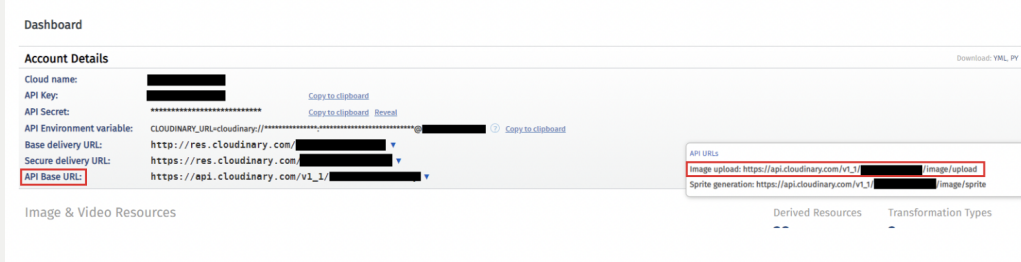 Dashboard
Account Details
Download: YML, PY
Cloud name:
API Key: Copy to clipboard
API Secret: *************************** Copy to clipboard Reveal
API Environment variable: CLOUDINARY_URL=cloudinary://***************:***************************@ ? Copy to clipboard
Base delivery URL: http://res.cloudinary.com/
Secure delivery URL: https://res.cloudinary.com/
API Base URL: https://api.cloudinary.com/v1_1/
API URLs
Image upload: https://api.cloudinary.com/v1_1/ /image/upload
Sprite generation: https://api.cloudinary.com/v1_1/ /image/sprite
Image & Video Resources
Derived Resources Transformation Types